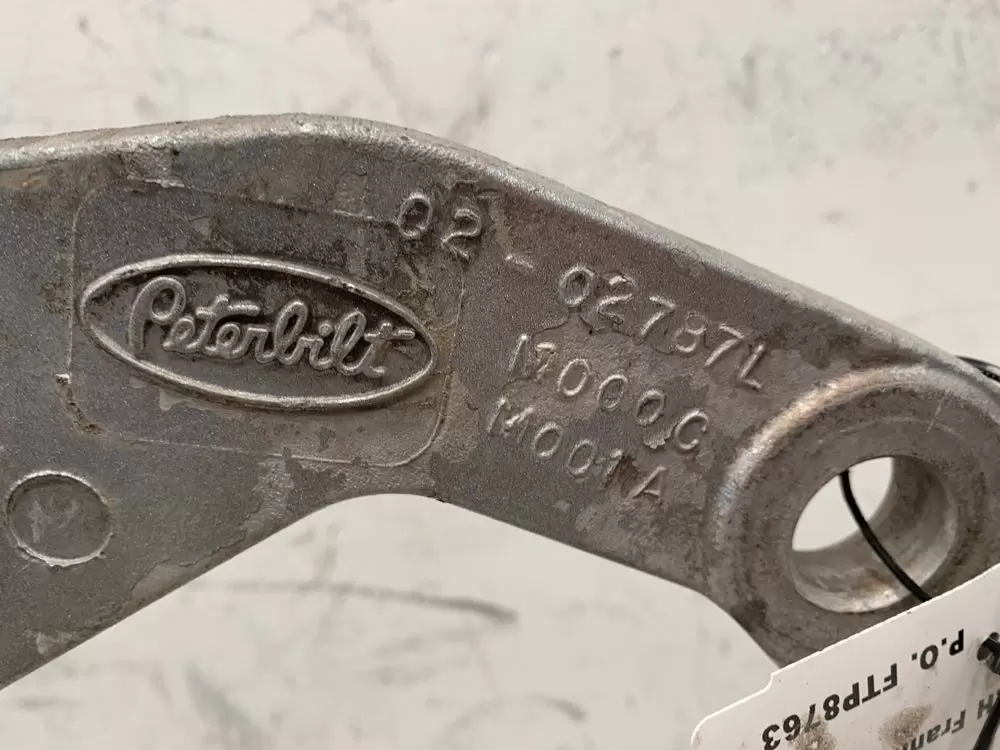 Peterbilt
02-02787L
M000C
M001A
P.O. FTP8763